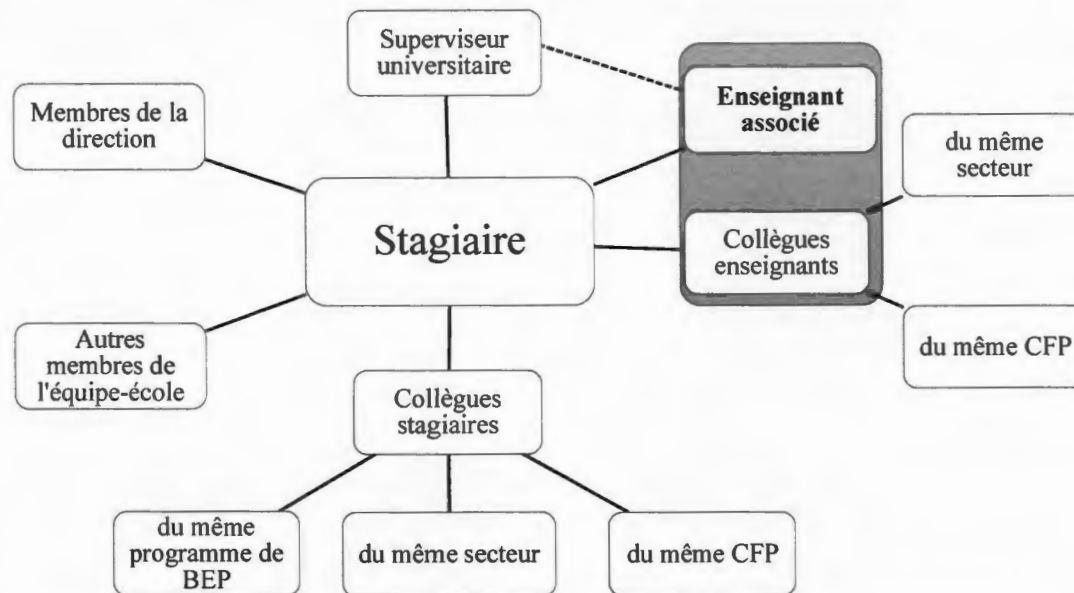 Superviseur
universitaire
Enseignant
associé
Membres de la
direction
du même
secteur
Stagiaire
Collègues
enseignants
Autres
membres de
l'équipe-école
du même CFP
Collègues
stagiaires
du même
programme de
BEP
du même secteur
du même CFP